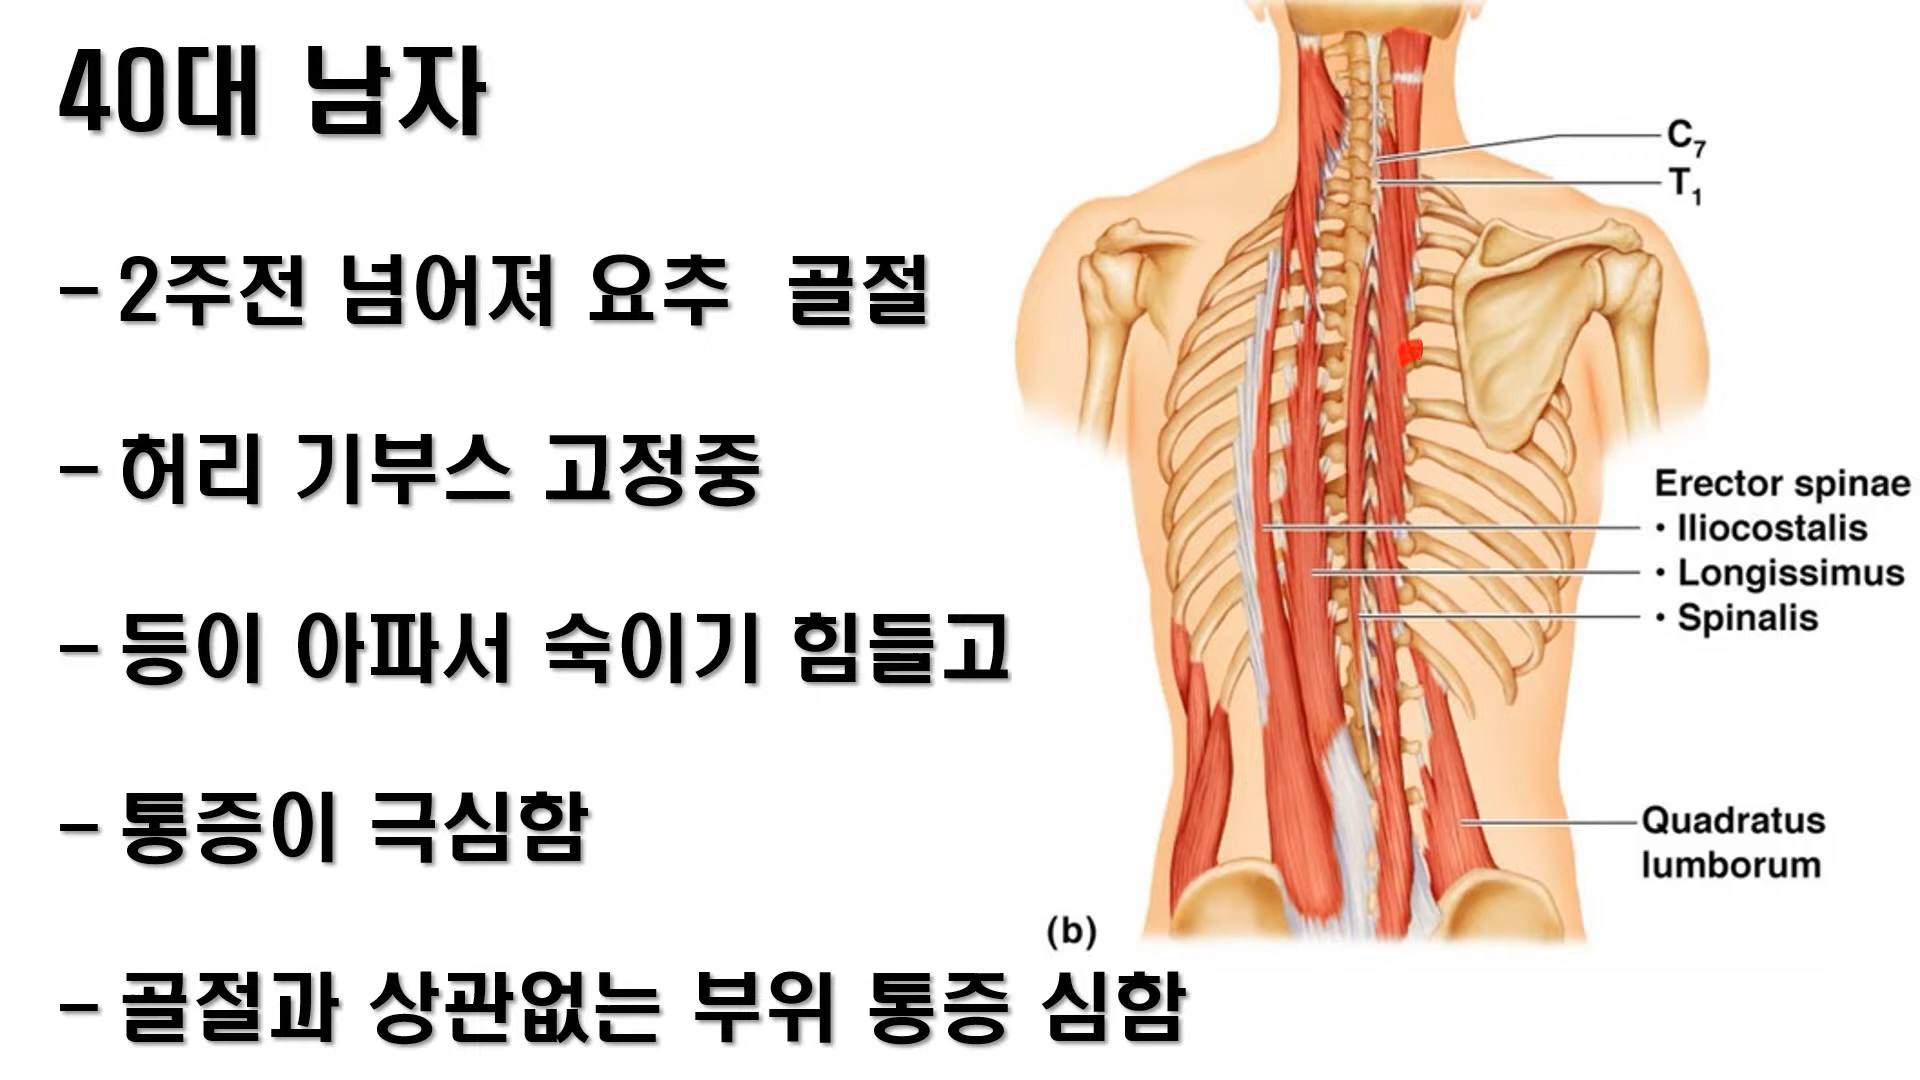 40대 남자
- 2주전 넘어져 요추 골절
- 허리 기부스 고정중
- 등이 아파서 숙이기 힘들고
- 통증이 극심함
- 골절과 상관없는 부위 통증 심함
C7
T1
Erector spinae
• Iliocostalis
• Longissimus
• Spinalis
Quadratus
lumborum
(b)